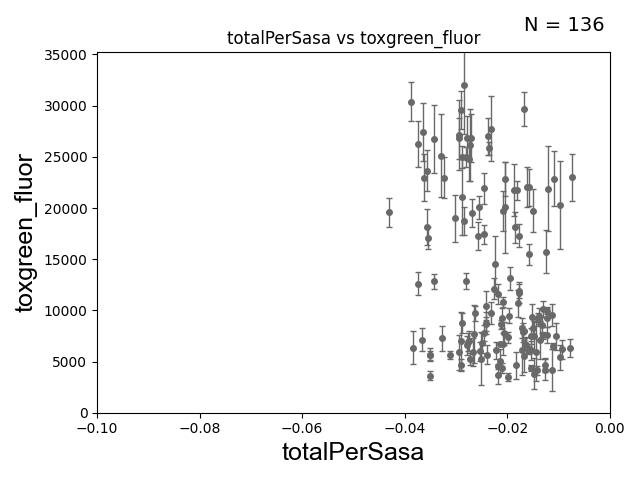 N = 136
totalPerSasa vs toxgreen_fluor
35000
30000
25000
20000
15000
10000
5000
0
toxgreen_fluor
−0.10 −0.08 −0.06 −0.04 −0.02 0.00
totalPerSasa